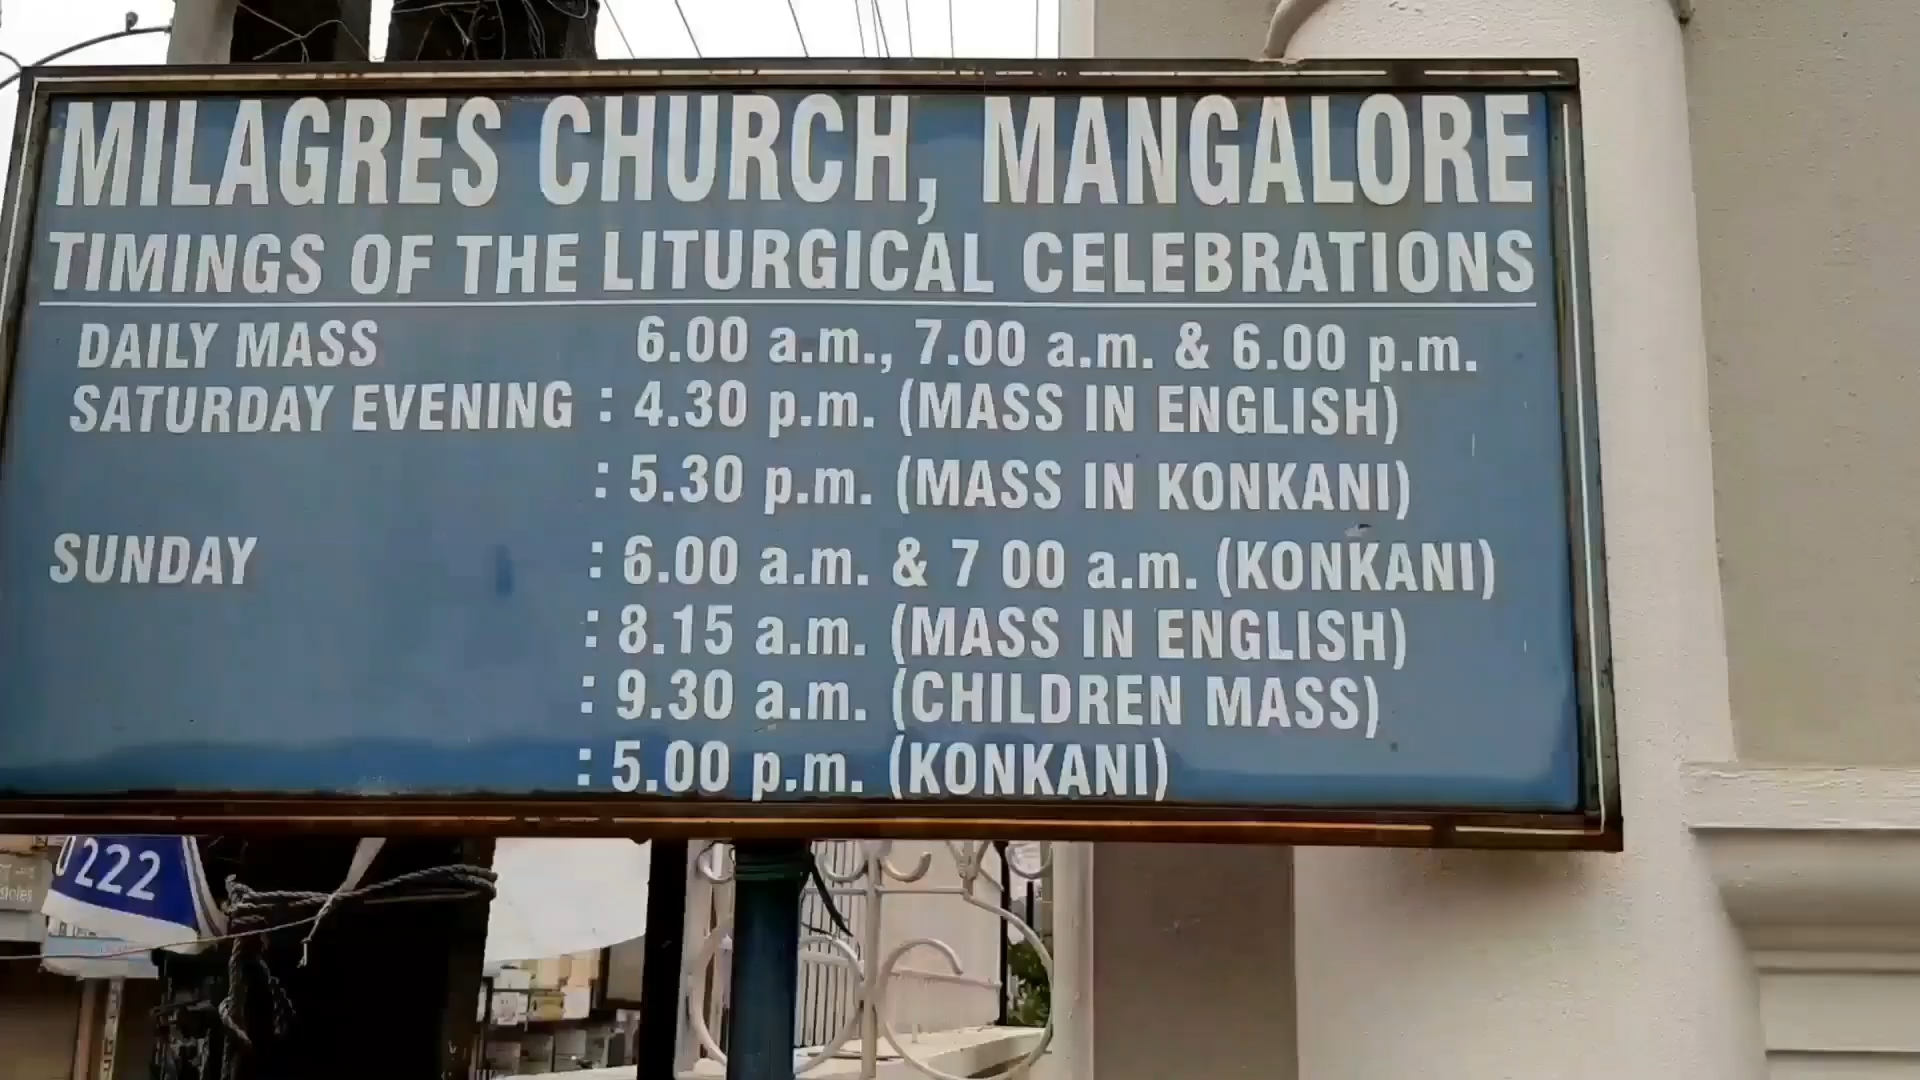 MILAGRES CHURCH, MANGALORE
TIMINGS OF THE LITURGICAL CELEBRATIONS
DAILY MASS 6.00 a.m., 7.00 a.m. & 6.00 p.m.
SATURDAY EVENING : 4.30 p.m. (MASS IN ENGLISH)
: 5.30 p.m. (MASS IN KONKANI)
SUNDAY : 6.00 a.m. & 7 00 a.m. (KONKANI)
: 8.15 a.m. (MASS IN ENGLISH)
: 9.30 a.m. (CHILDREN MASS)
: 5.00 p.m. (KONKANI)
222